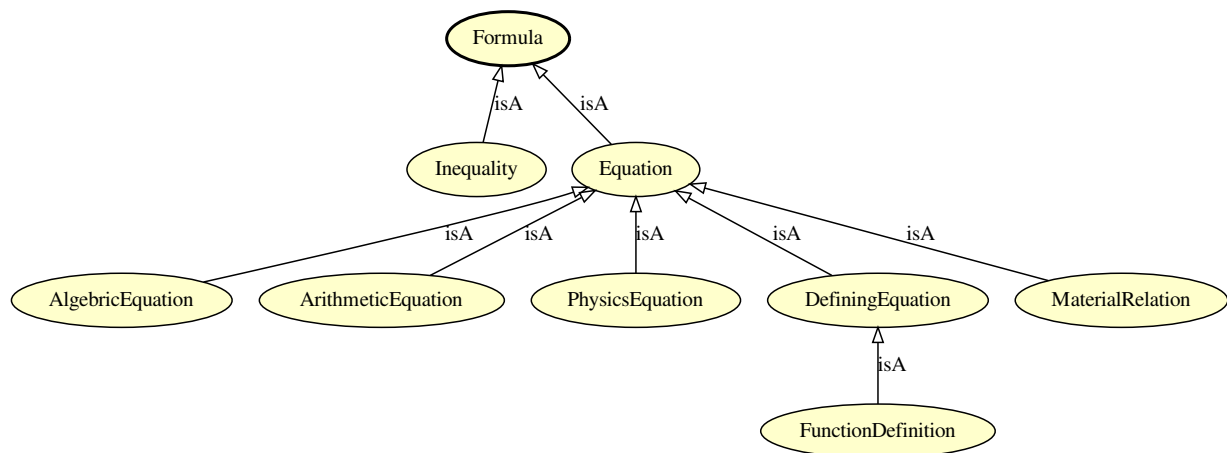 Formula
isA isA
Inequality Equation
isA isA isA isA isA
AlgebricEquation ArithmeticEquation PhysicsEquation DefiningEquation MaterialRelation
isA
FunctionDefinition